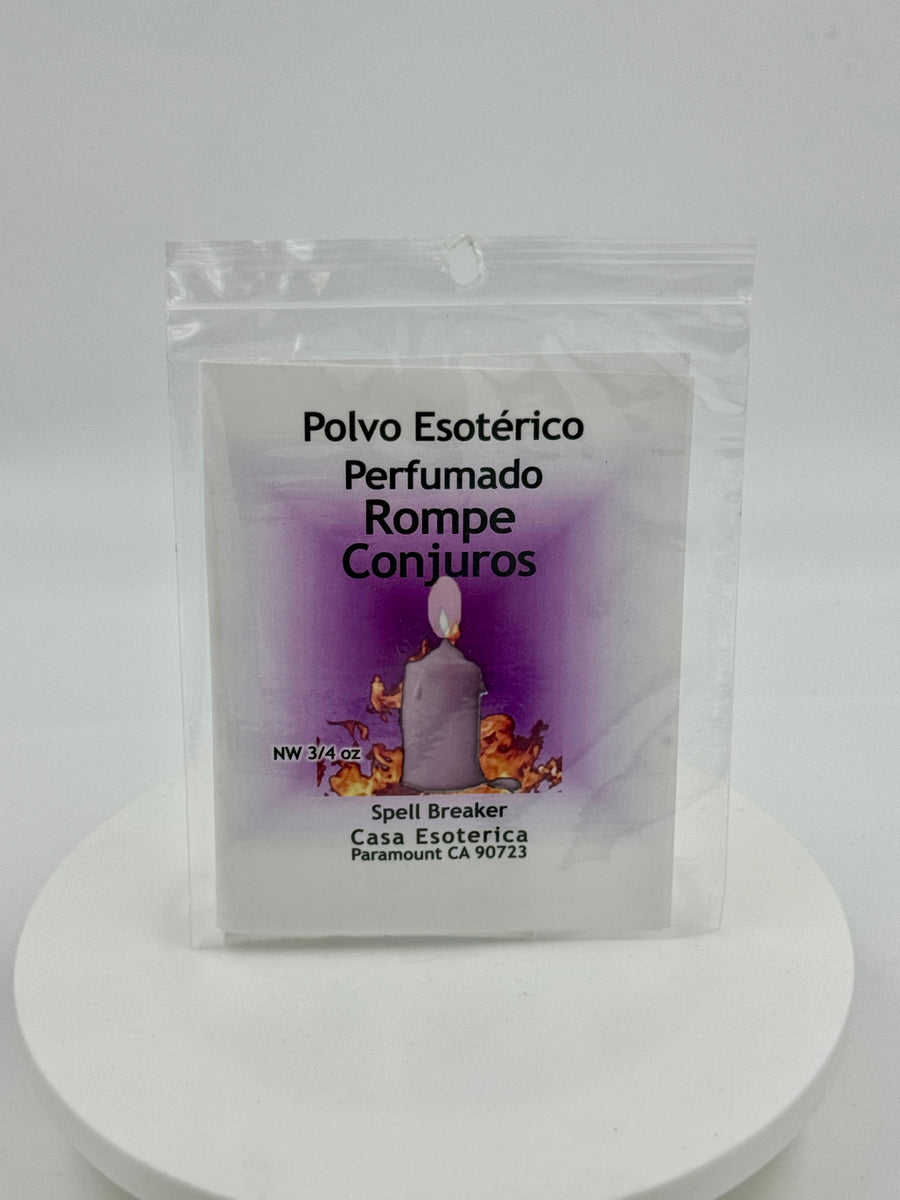 Polvo Esotérico
Perfumado
Rompe
Conjuros
NW 3/4 oz
Spell Breaker
Casa Esoterica
Paramount CA 90723